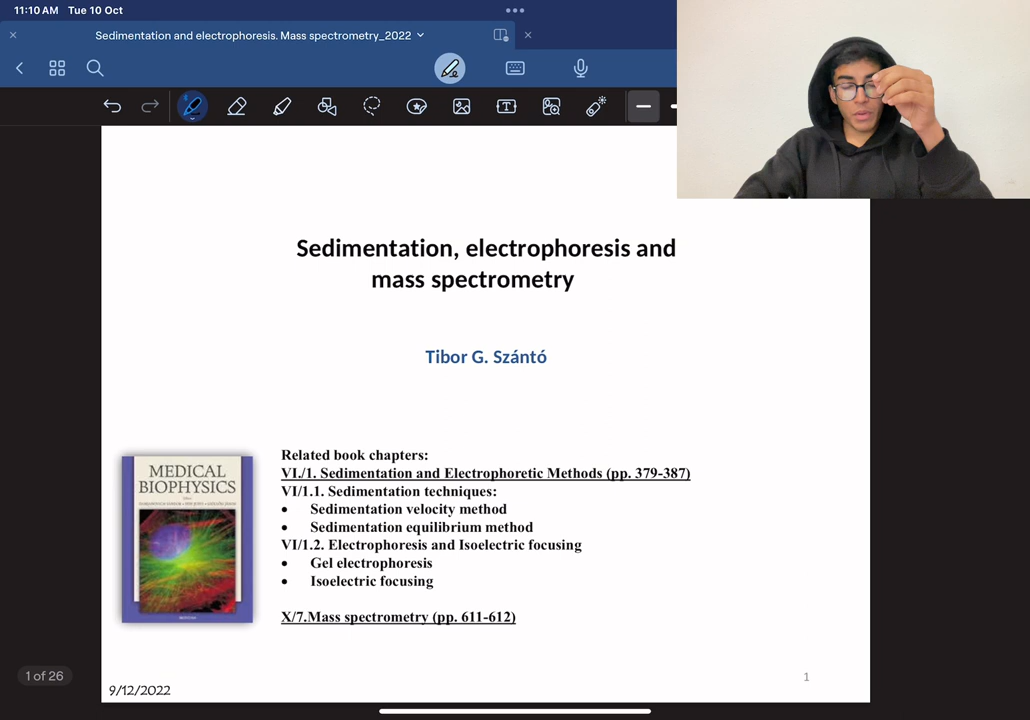 11:10 AM Tue 10 Oct
Sedimentation and electrophoresis. Mass spectrometry_2022
Sedimentation, electrophoresis and
mass spectrometry
Tibor G. Szántó
MEDICAL
BIOPHYSICS
Related book chapters:
VI./1. Sedimentation and Electrophoretic Methods (pp. 379-387)
VI/1.1. Sedimentation techniques:
• Sedimentation velocity method
• Sedimentation equilibrium method
VI/1.2. Electrophoresis and Isoelectric focusing
• Gel electrophoresis
• Isoelectric focusing
X/7.Mass spectrometry (pp. 611-612)
1 of 26
9/12/2022
1